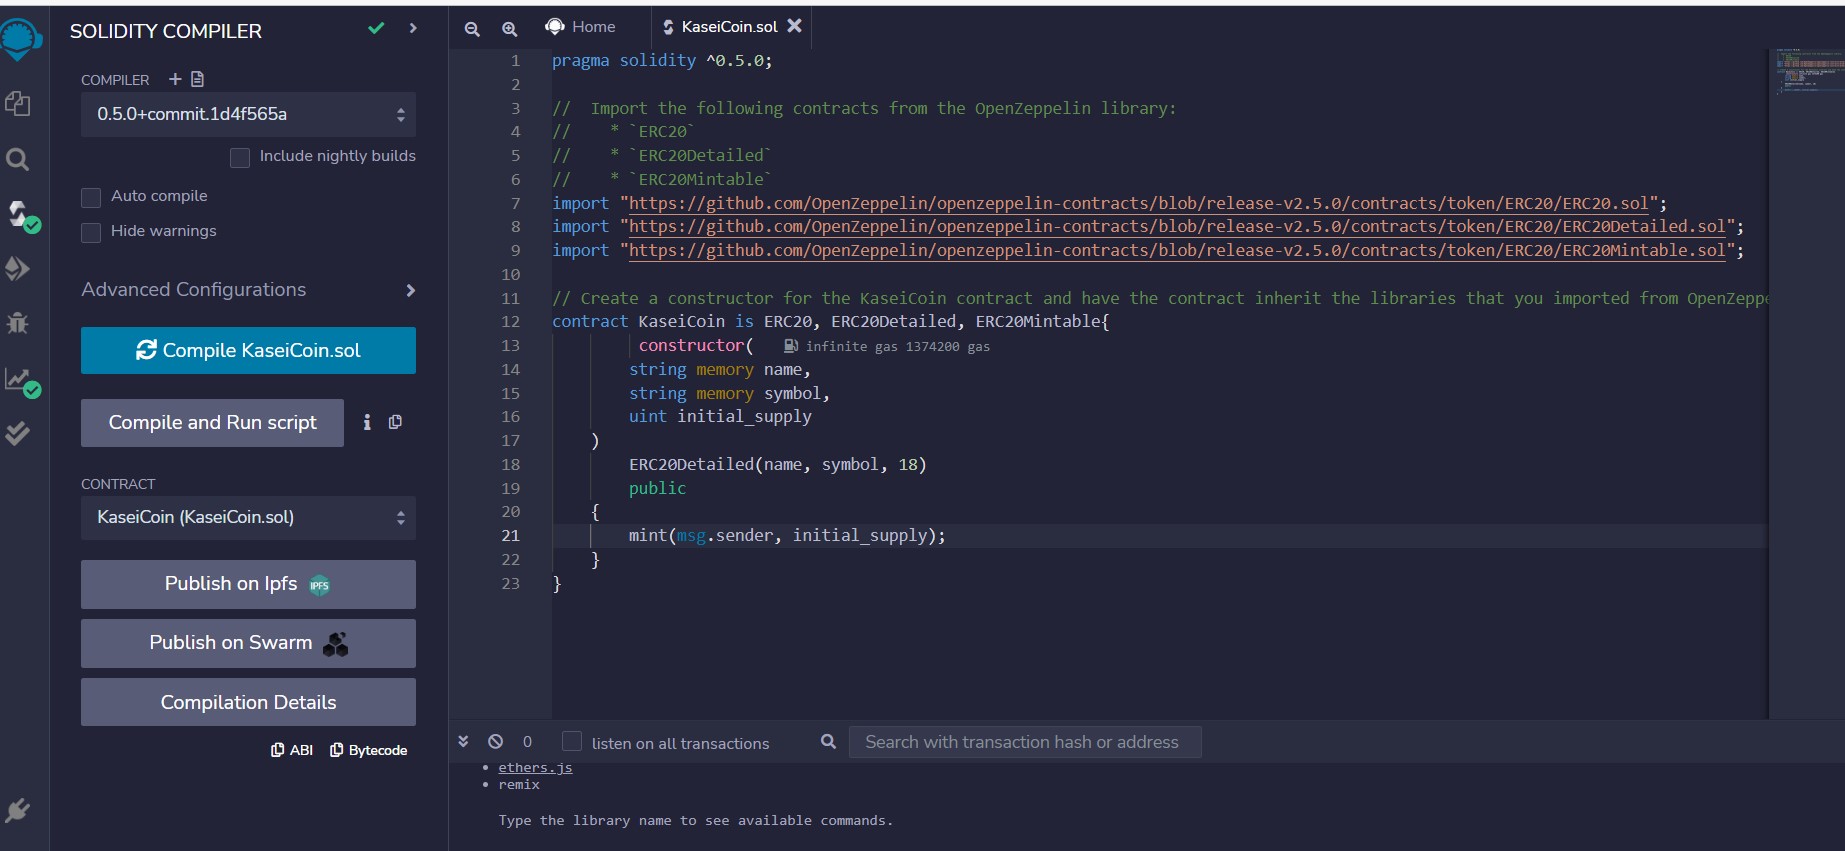 SOLIDITY COMPILER
COMPILER
0.5.0+commit.1d4f565a
Include nightly builds
Auto compile
Hide warnings
Advanced Configurations
Compile KaseiCoin.sol
Compile and Run script
CONTRACT
KaseiCoin (KaseiCoin.sol)
Publish on Ipfs IPFS
Publish on Swarm
Compilation Details
ABI Bytecode
Home KaseiCoin.sol
1 pragma solidity ^0.5.0;
2
3 //  Import the following contracts from the OpenZeppelin library:
4 //    * `ERC20`
5 //    * `ERC20Detailed`
6 //    * `ERC20Mintable`
7 import "https://github.com/OpenZeppelin/openzeppelin-contracts/blob/release-v2.5.0/contracts/token/ERC20/ERC20.sol";
8 import "https://github.com/OpenZeppelin/openzeppelin-contracts/blob/release-v2.5.0/contracts/token/ERC20/ERC20Detailed.sol";
9 import "https://github.com/OpenZeppelin/openzeppelin-contracts/blob/release-v2.5.0/contracts/token/ERC20/ERC20Mintable.sol";
10
11 // Create a constructor for the KaseiCoin contract and have the contract inherit the libraries that you imported from OpenZeppe
12 contract KaseiCoin is ERC20, ERC20Detailed, ERC20Mintable{
13 constructor( infinite gas 1374200 gas
14 string memory name,
15 string memory symbol,
16 uint initial_supply
17 )
18 ERC20Detailed(name, symbol, 18)
19 public
20 {
21 mint(msg.sender, initial_supply);
22 }
23 }
0 listen on all transactions Search with transaction hash or address
• ethers.js
• remix
Type the library name to see available commands.